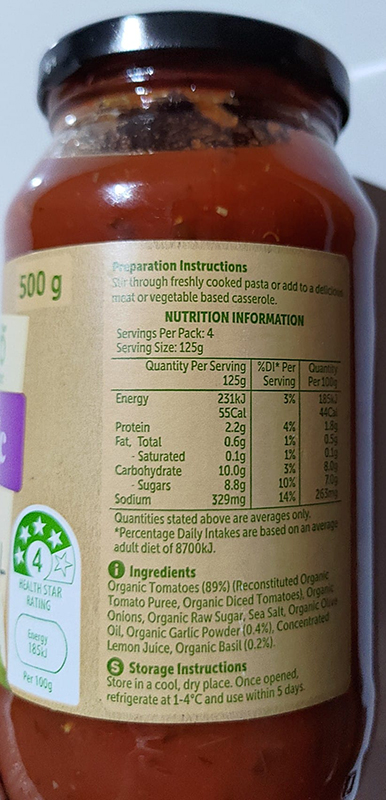 500 g
Preparation Instructions
Stir through freshly cooked pasta or add to a delicious
meat or vegetable based casserole.
NUTRITION INFORMATION
Servings Per Pack: 4
Serving Size: 125g
Quantity Per Serving %DI* Per Quantity
125g Serving Per 100g
Energy 231kJ 3% 185kJ
55Cal 44Cal
Protein 2.2g 4% 1.8g
Fat, Total 0.6g 1% 0.5g
- Saturated 0.1g 1% 0.1g
Carbohydrate 10.0g 3% 8.0g
- Sugars 8.8g 10% 7.0g
Sodium 329mg 14% 263mg
Quantities stated above are averages only.
*Percentage Daily Intakes are based on an average
adult diet of 8700kJ.
i Ingredients
Organic Tomatoes (89%) (Reconstituted Organic
Tomato Puree, Organic Diced Tomatoes), Organic
Onions, Organic Raw Sugar, Sea Salt, Organic Olive
Oil, Organic Garlic Powder (0.4%), Concentrated
Lemon Juice, Organic Basil (0.2%).
S Storage Instructions
Store in a cool, dry place. Once opened,
refrigerate at 1-4°C and use within 5 days.
4
HEALTH STAR
RATING
Energy
185kJ
Per 100g